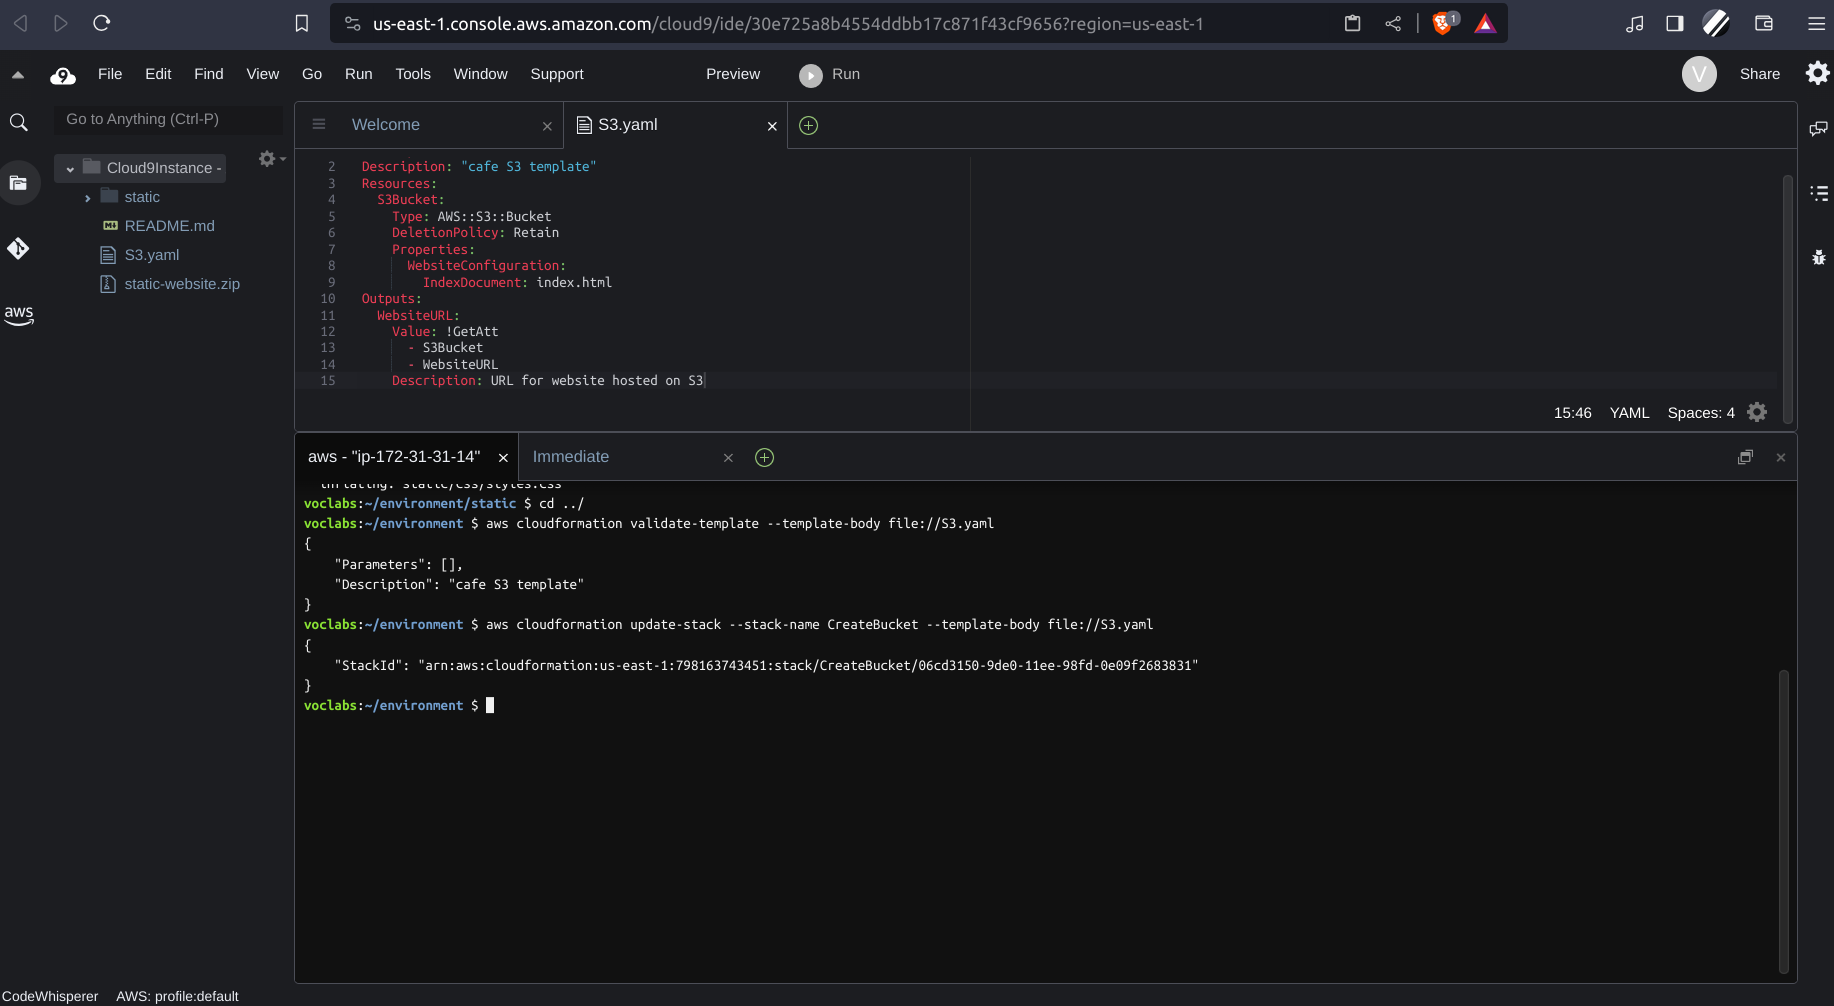 us-east-1.console.aws.amazon.com/cloud9/ide/30e725a8b4554ddbb17c871f43cf9656?region=us-east-1
1
9 File Edit Find View Go Run Tools Window Support Preview Run V Share
Go to Anything (Ctrl-P)
Welcome S3.yaml
Cloud9Instance -
static
README.md
S3.yaml
static-website.zip
aws
2 Description: "cafe S3 template"
3 Resources:
4 S3Bucket:
5 Type: AWS::S3::Bucket
6 DeletionPolicy: Retain
7 Properties:
8 WebsiteConfiguration:
9 IndexDocument: index.html
10 Outputs:
11 WebsiteURL:
12 Value: !GetAtt
13 - S3Bucket
14 - WebsiteURL
15 Description: URL for website hosted on S3
15:46 YAML Spaces: 4
aws - "ip-172-31-31-14" Immediate
inflating: static/css/styles.css
voclabs:~/environment/static $ cd ../
voclabs:~/environment $ aws cloudformation validate-template --template-body file://S3.yaml
{
"Parameters": [],
"Description": "cafe S3 template"
}
voclabs:~/environment $ aws cloudformation update-stack --stack-name CreateBucket --template-body file://S3.yaml
{
"StackId": "arn:aws:cloudformation:us-east-1:798163743451:stack/CreateBucket/06cd3150-9de0-11ee-98fd-0e09f2683831"
}
voclabs:~/environment $
CodeWhisperer AWS: profile:default